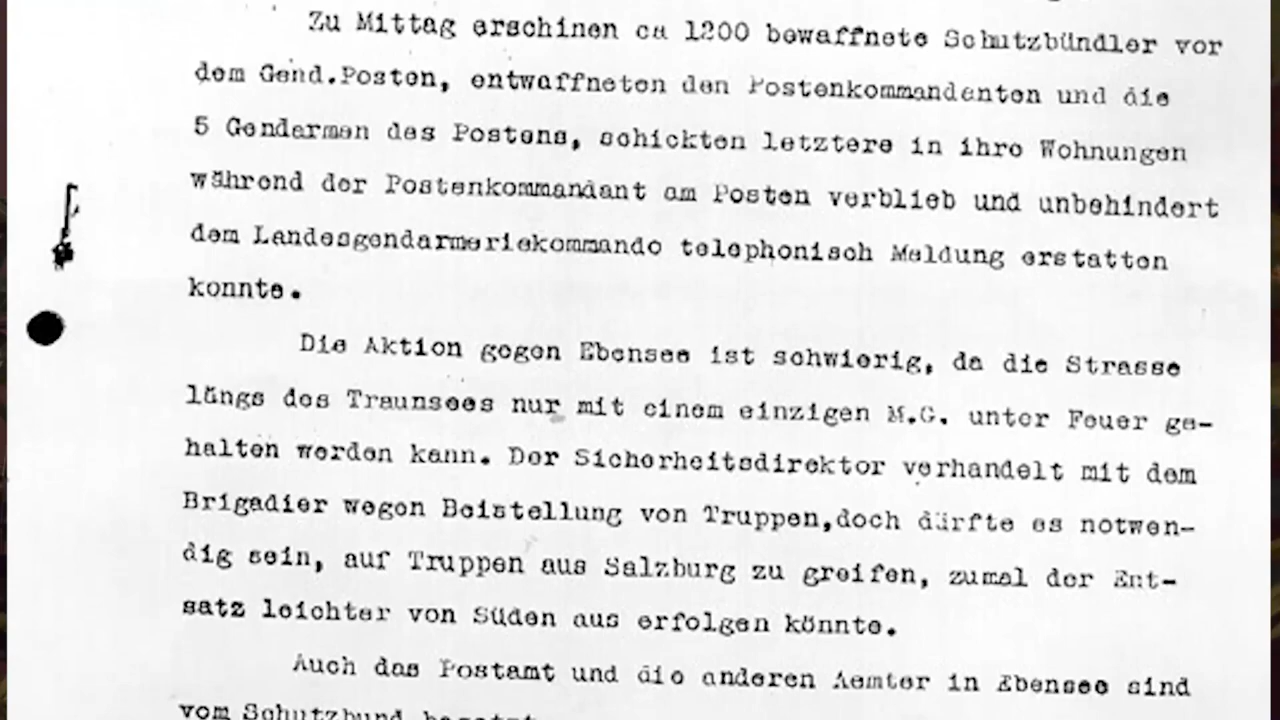 Zu Mittag erschinen ca 1200 bewaffnete Schutzbündler vor
dem Gend.Posten, entwaffneten den Postenkommandanten und die
5 Gendarmen des Postens, schickten letztere in ihre Wohnungen
während der Postenkommandant am Posten verblieb und unbehindert
dem Landesgendarmeriekommando telephonisch Meldung erstatten
konnte.
Die Aktion gegen Ebensee ist schwierig, da die Strasse
längs des Traunsees nur mit einem einzigen M.G. unter Feuer ge-
halten werden kann. Der Sicherheitsdirektor verhandelt mit dem
Brigadier wegen Beistellung von Truppen,doch dürfte es notwen-
dig sein, auf Truppen aus Salzburg zu greifen, zumal der Ent-
satz leichter von Süden aus erfolgen könnte.
Auch das Postamt und die anderen Aemter in Ebensee sind
vom Schutzbund besetzt